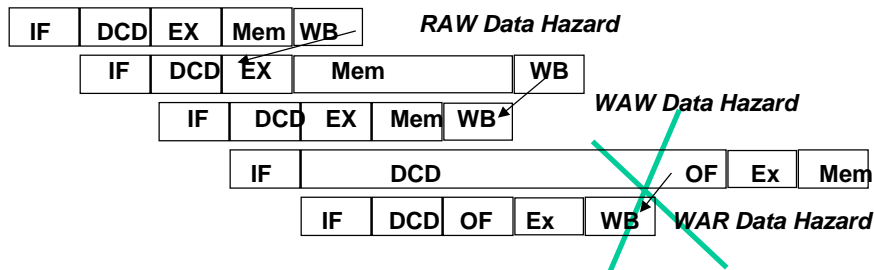 IF DCD EX Mem WB RAW Data Hazard
IF DCD EX Mem WB
WAW Data Hazard
IF DCD EX Mem WB
IF DCD OF Ex Mem
IF DCD OF Ex WB WAR Data Hazard